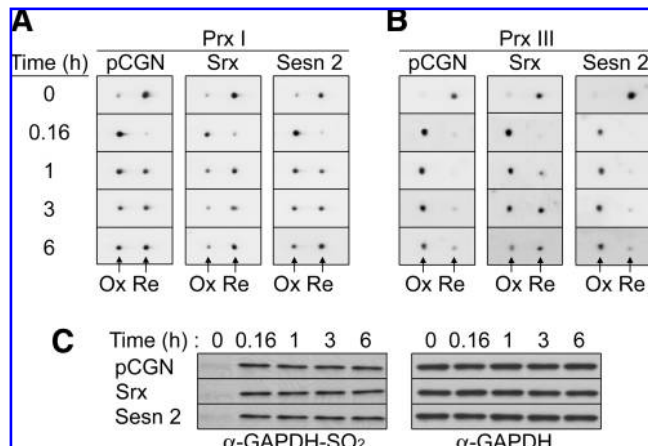 A
Prx I
Time (h) pCGN Srx Sesn 2
0
0.16
1
3
6
Ox Re Ox Re Ox Re
B
Prx III
pCGN Srx Sesn 2
Ox Re Ox Re Ox Re
C
Time (h) : 0 0.16 1 3 6 0 0.16 1 3 6
pCGN
Srx
Sesn 2
α-GAPDH-SO₂ α-GAPDH